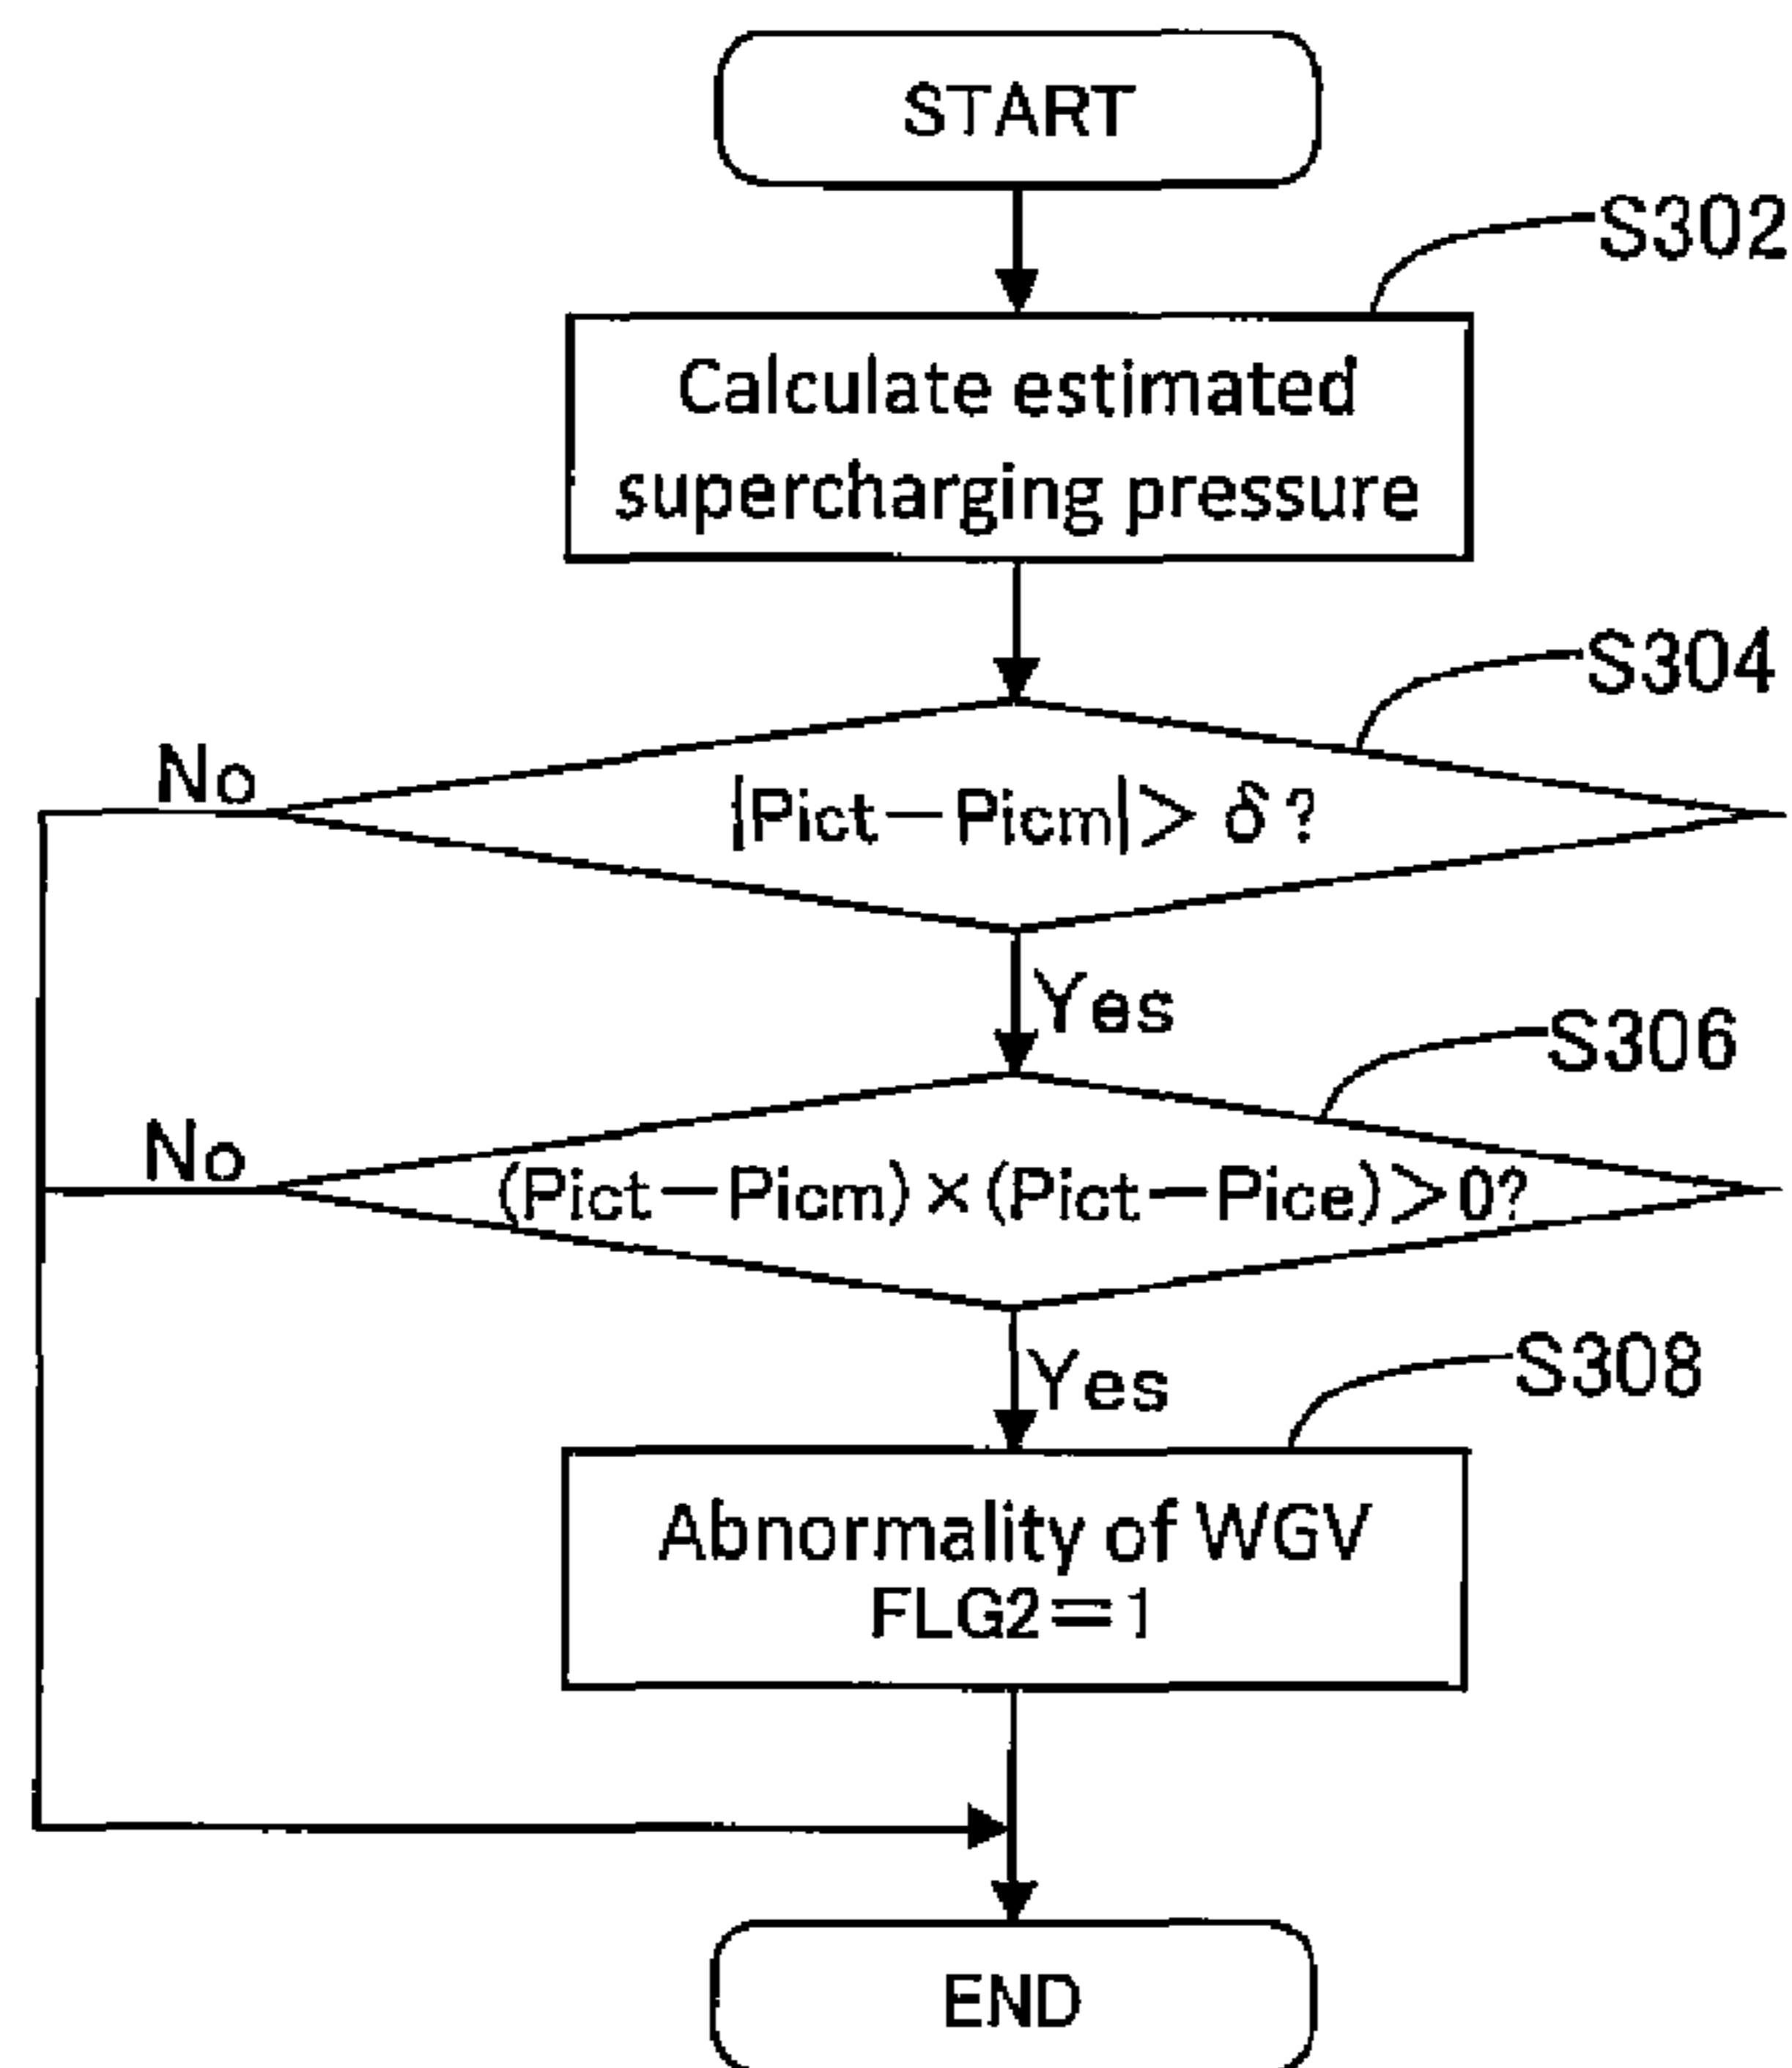 START
S302
Calculate estimated
supercharging pressure
S304
No
|Pict−Picm|> δ?
Yes
S306
No
(Pict−Picm)×(Pict−Pice)>0?
Yes
S308
Abnormality of WGV
FLG2=1
END